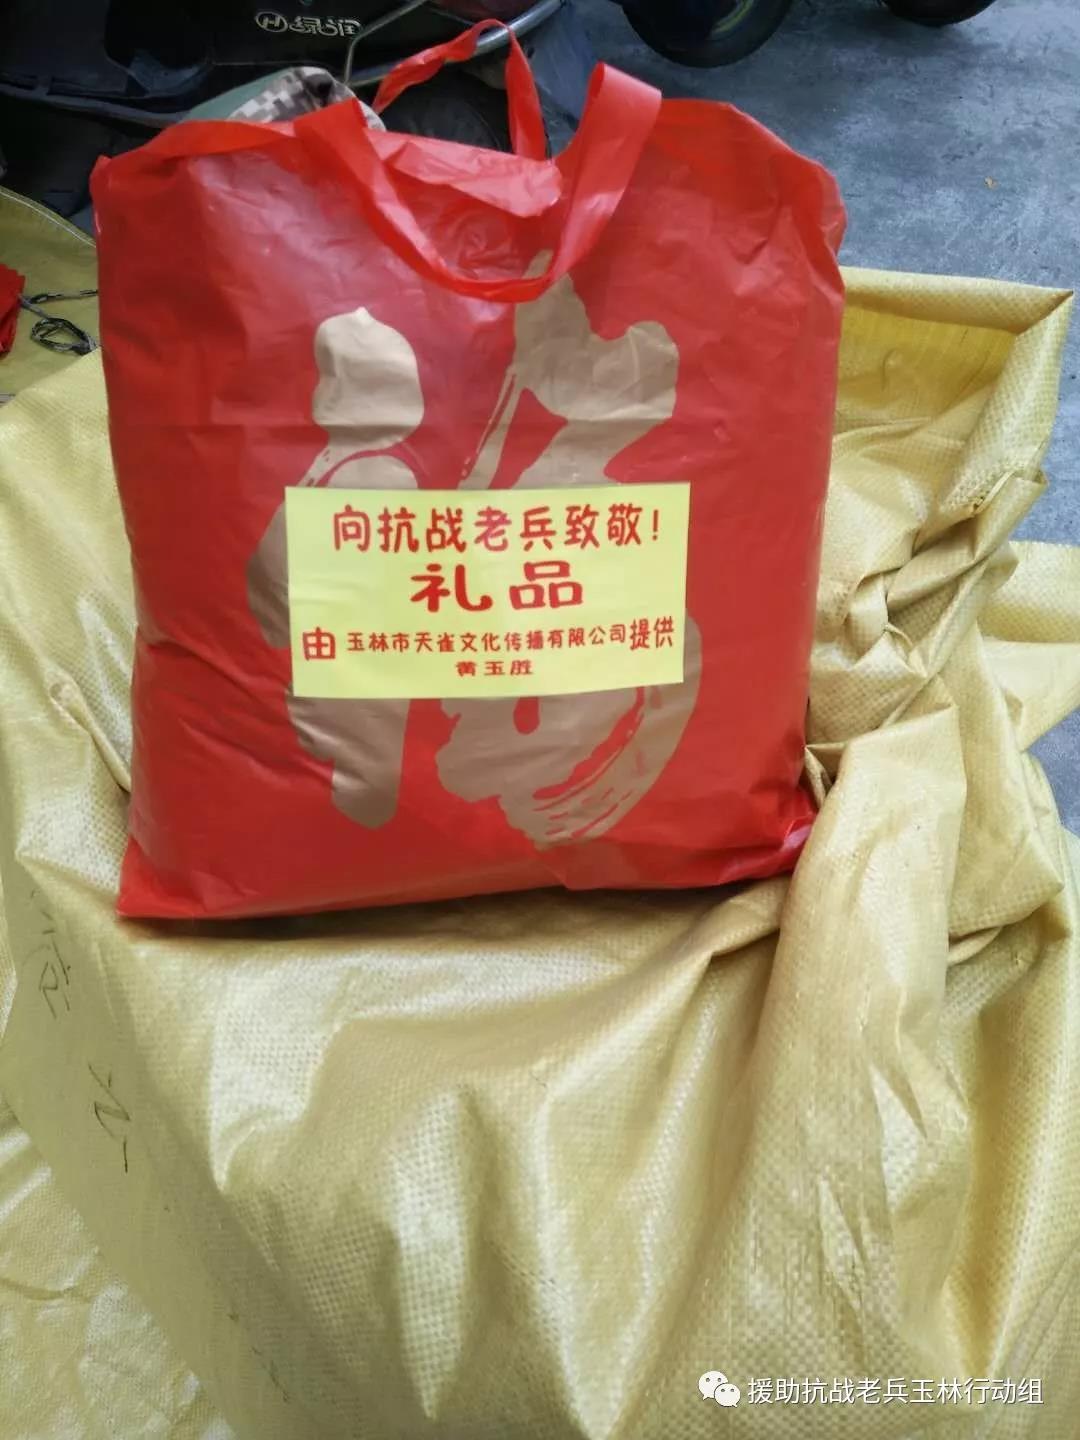 绿润
福
向抗战老兵致敬！
礼品
由 玉林市天雀文化传播有限公司提供
黄玉胜
援助抗战老兵玉林行动组